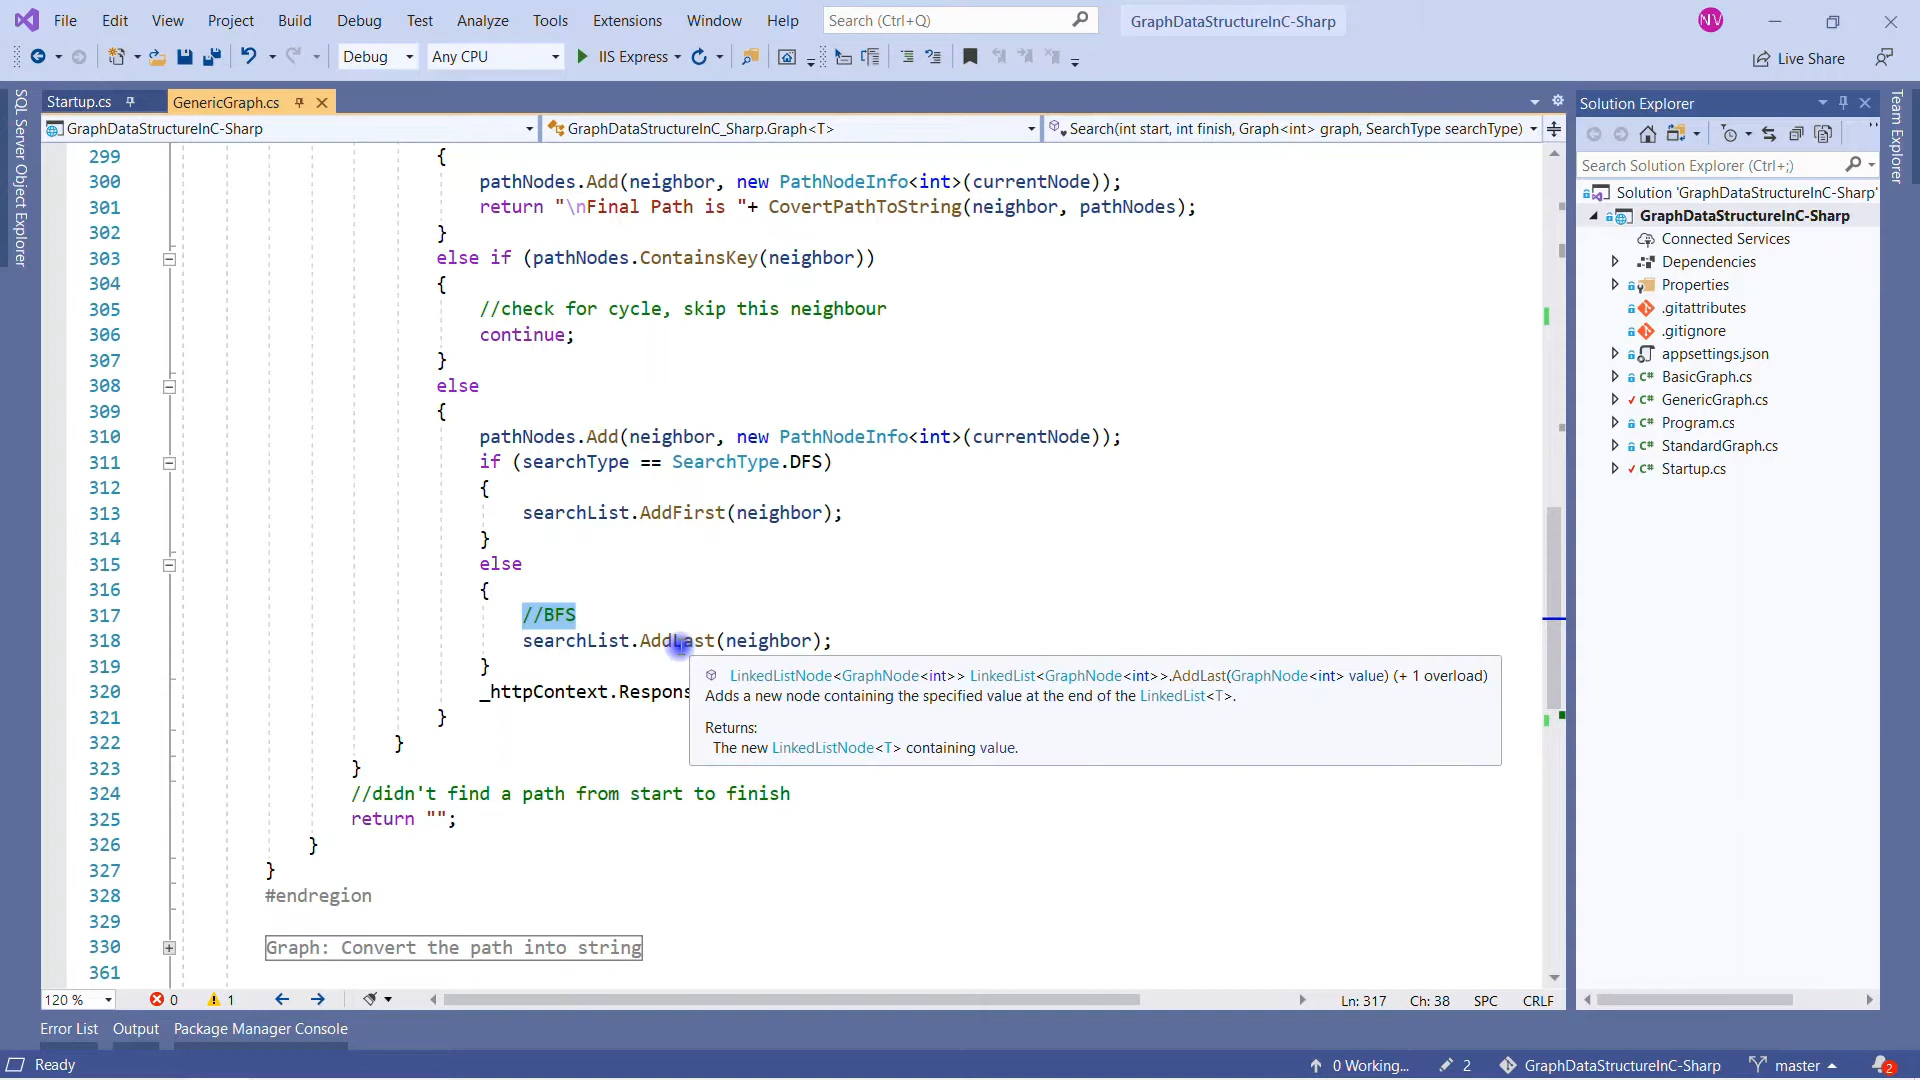 File Edit View Project Build Debug Test Analyze Tools Extensions Window Help Search (Ctrl+Q) GraphDataStructureInC-Sharp NV
Debug Any CPU IIS Express Live Share
SQL Server Object Explorer
Startup.cs GenericGraph.cs
GraphDataStructureInC-Sharp GraphDataStructureInC_Sharp.Graph<T> Search(int start, int finish, Graph<int> graph, SearchType searchType)
299 {
300 pathNodes.Add(neighbor, new PathNodeInfo<int>(currentNode));
301 return "\nFinal Path is "+ CovertPathToString(neighbor, pathNodes);
302 }
303 else if (pathNodes.ContainsKey(neighbor))
304 {
305 //check for cycle, skip this neighbour
306 continue;
307 }
308 else
309 {
310 pathNodes.Add(neighbor, new PathNodeInfo<int>(currentNode));
311 if (searchType == SearchType.DFS)
312 {
313 searchList.AddFirst(neighbor);
314 }
315 else
316 {
317 //BFS
318 searchList.AddLast(neighbor);
319 }
320 _httpContext.Respons
321 }
322 }
323 }
324 //didn't find a path from start to finish
325 return "";
326 }
327 }
328 #endregion
329
330 Graph: Convert the path into string
361
LinkedListNode<GraphNode<int>> LinkedList<GraphNode<int>>.AddLast(GraphNode<int> value) (+ 1 overload)
Adds a new node containing the specified value at the end of the LinkedList<T>.
Returns:
The new LinkedListNode<T> containing value.
120 % 0 1 Ln: 317 Ch: 38 SPC CRLF
Solution Explorer
Search Solution Explorer (Ctrl+;)
Solution 'GraphDataStructureInC-Sharp'
GraphDataStructureInC-Sharp
Connected Services
Dependencies
Properties
.gitattributes
.gitignore
appsettings.json
C# BasicGraph.cs
C# GenericGraph.cs
C# Program.cs
C# StandardGraph.cs
C# Startup.cs
Team Explorer
Error List Output Package Manager Console
Ready 0 Working... 2 GraphDataStructureInC-Sharp master 2